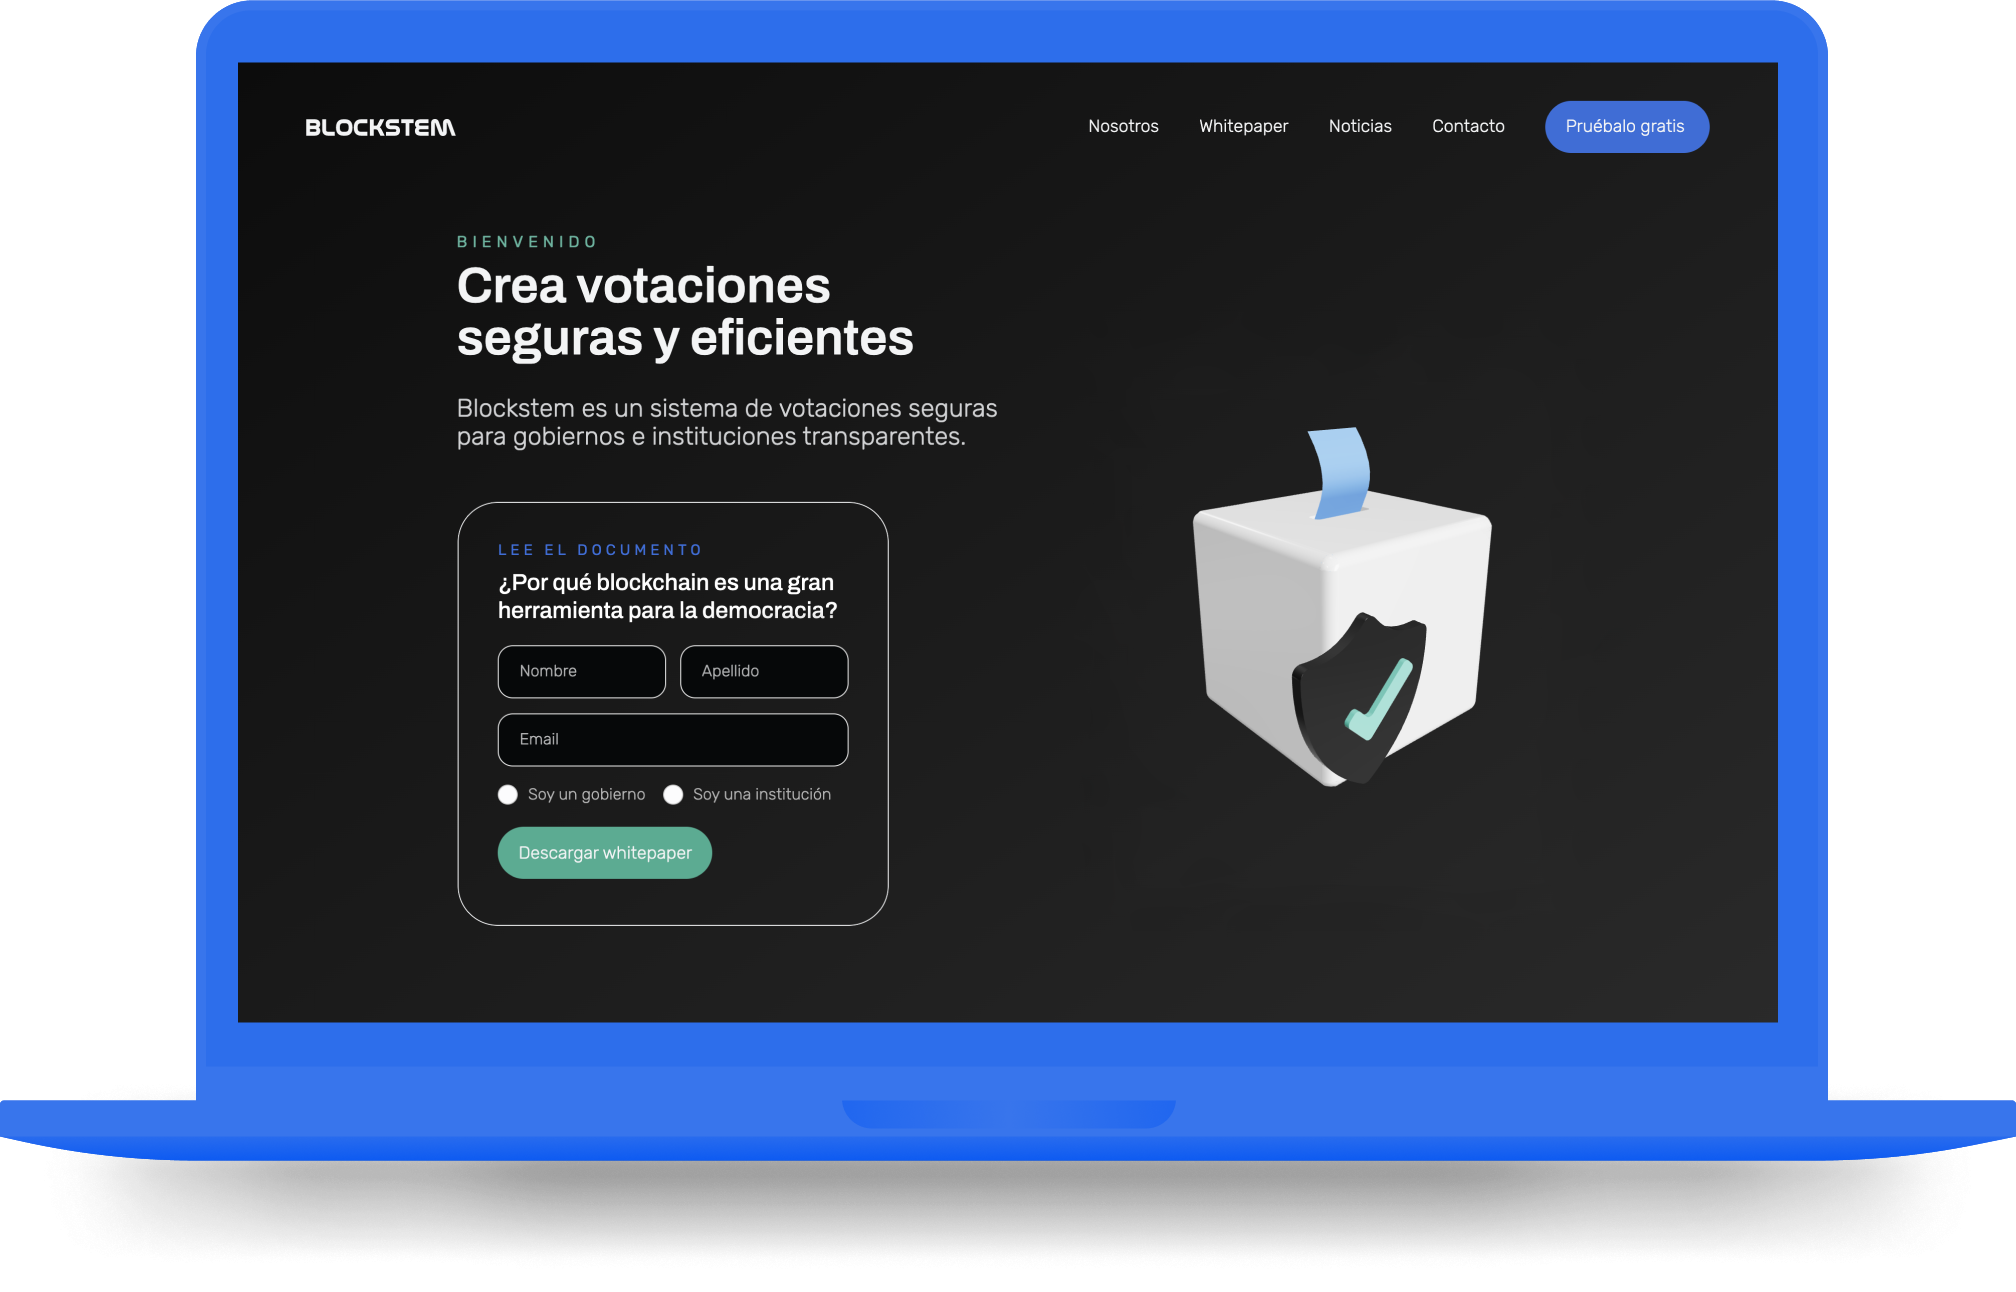 BLOCKSTEM
Nosotros
Whitepaper
Noticias
Contacto
Pruébalo gratis
BIENVENIDO
Crea votaciones
seguras y eficientes
Blockstem es un sistema de votaciones seguras
para gobiernos e instituciones transparentes.
LEE EL DOCUMENTO
¿Por qué blockchain es una gran
herramienta para la democracia?
Nombre
Apellido
Email
Soy un gobierno
Soy una institución
Descargar whitepaper